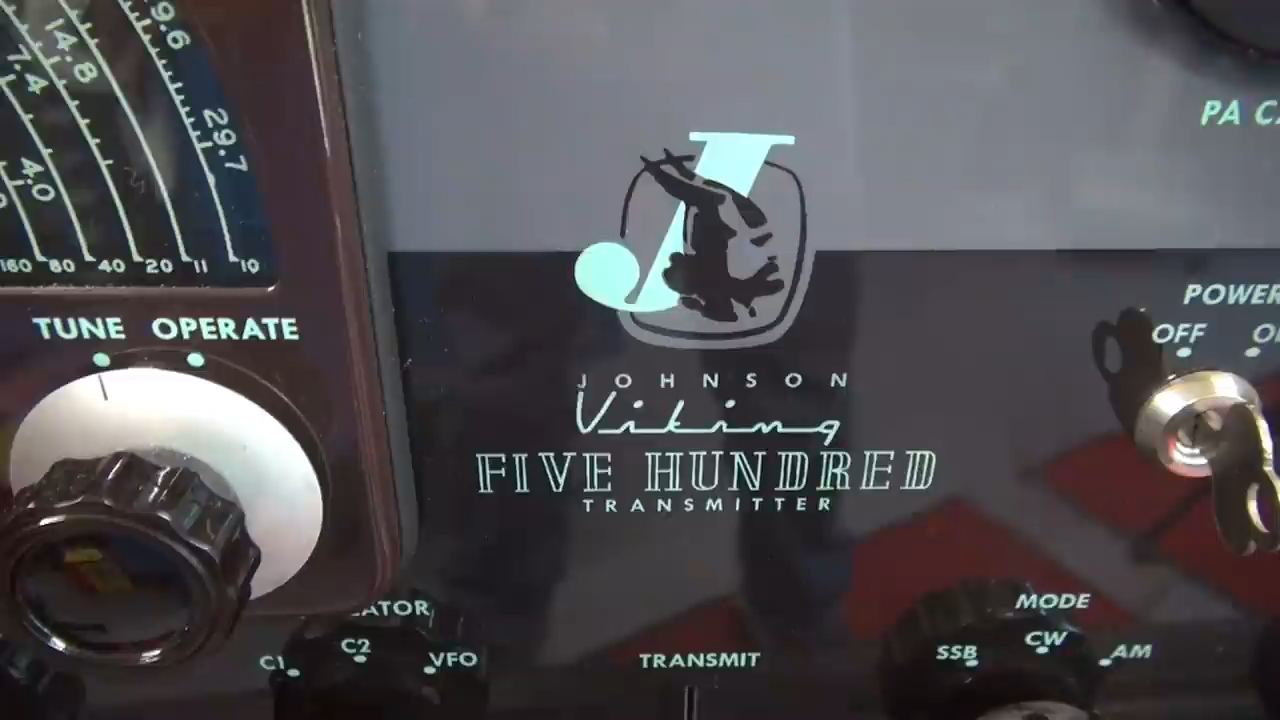 9.6
14.8
7.4
29.7
4.0
160 80 40 20 11 10
PA
J
TUNE OPERATE
POWER
OFF
JOHNSON
Viking
FIVE HUNDRED
TRANSMITTER
MODE
C1 C2 VFO
TRANSMIT
SSB CW AM